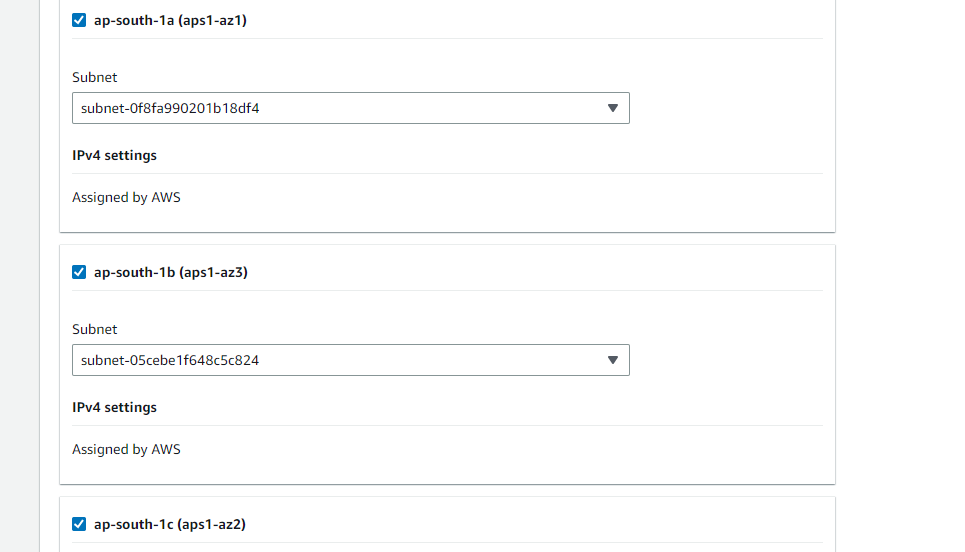 ap-south-1a (aps1-az1)
Subnet
subnet-0f8fa990201b18df4
IPv4 settings
Assigned by AWS
ap-south-1b (aps1-az3)
Subnet
subnet-05cebe1f648c5c824
IPv4 settings
Assigned by AWS
ap-south-1c (aps1-az2)